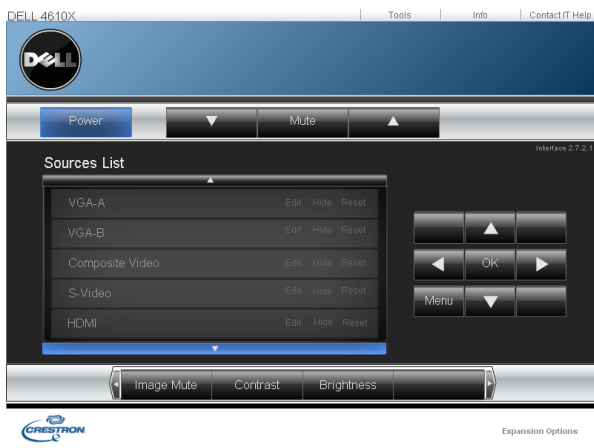 DELL 4610X Tools Info Contact IT Help
DELL
Power Mute
Interface 2.7.2.1
Sources List
VGA-A Edit Hide Reset
VGA-B Edit Hide Reset
Composite Video Edit Hide Reset
OK
S-Video Edit Hide Reset
Menu
HDMI Edit Hide Reset
Image Mute Contrast Brightness
CRESTRON
Expansion Options